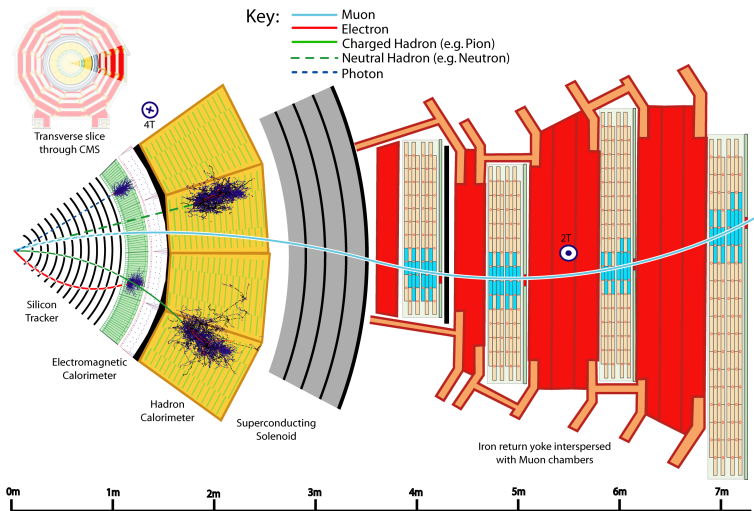 Key:
Muon
Electron
Charged Hadron (e.g. Pion)
Neutral Hadron (e.g. Neutron)
Photon
Transverse slice
through CMS
4T
2T
Silicon
Tracker
Electromagnetic
Calorimeter
Hadron
Calorimeter
Superconducting
Solenoid
Iron return yoke interspersed
with Muon chambers
0m 1m 2m 3m 4m 5m 6m 7m